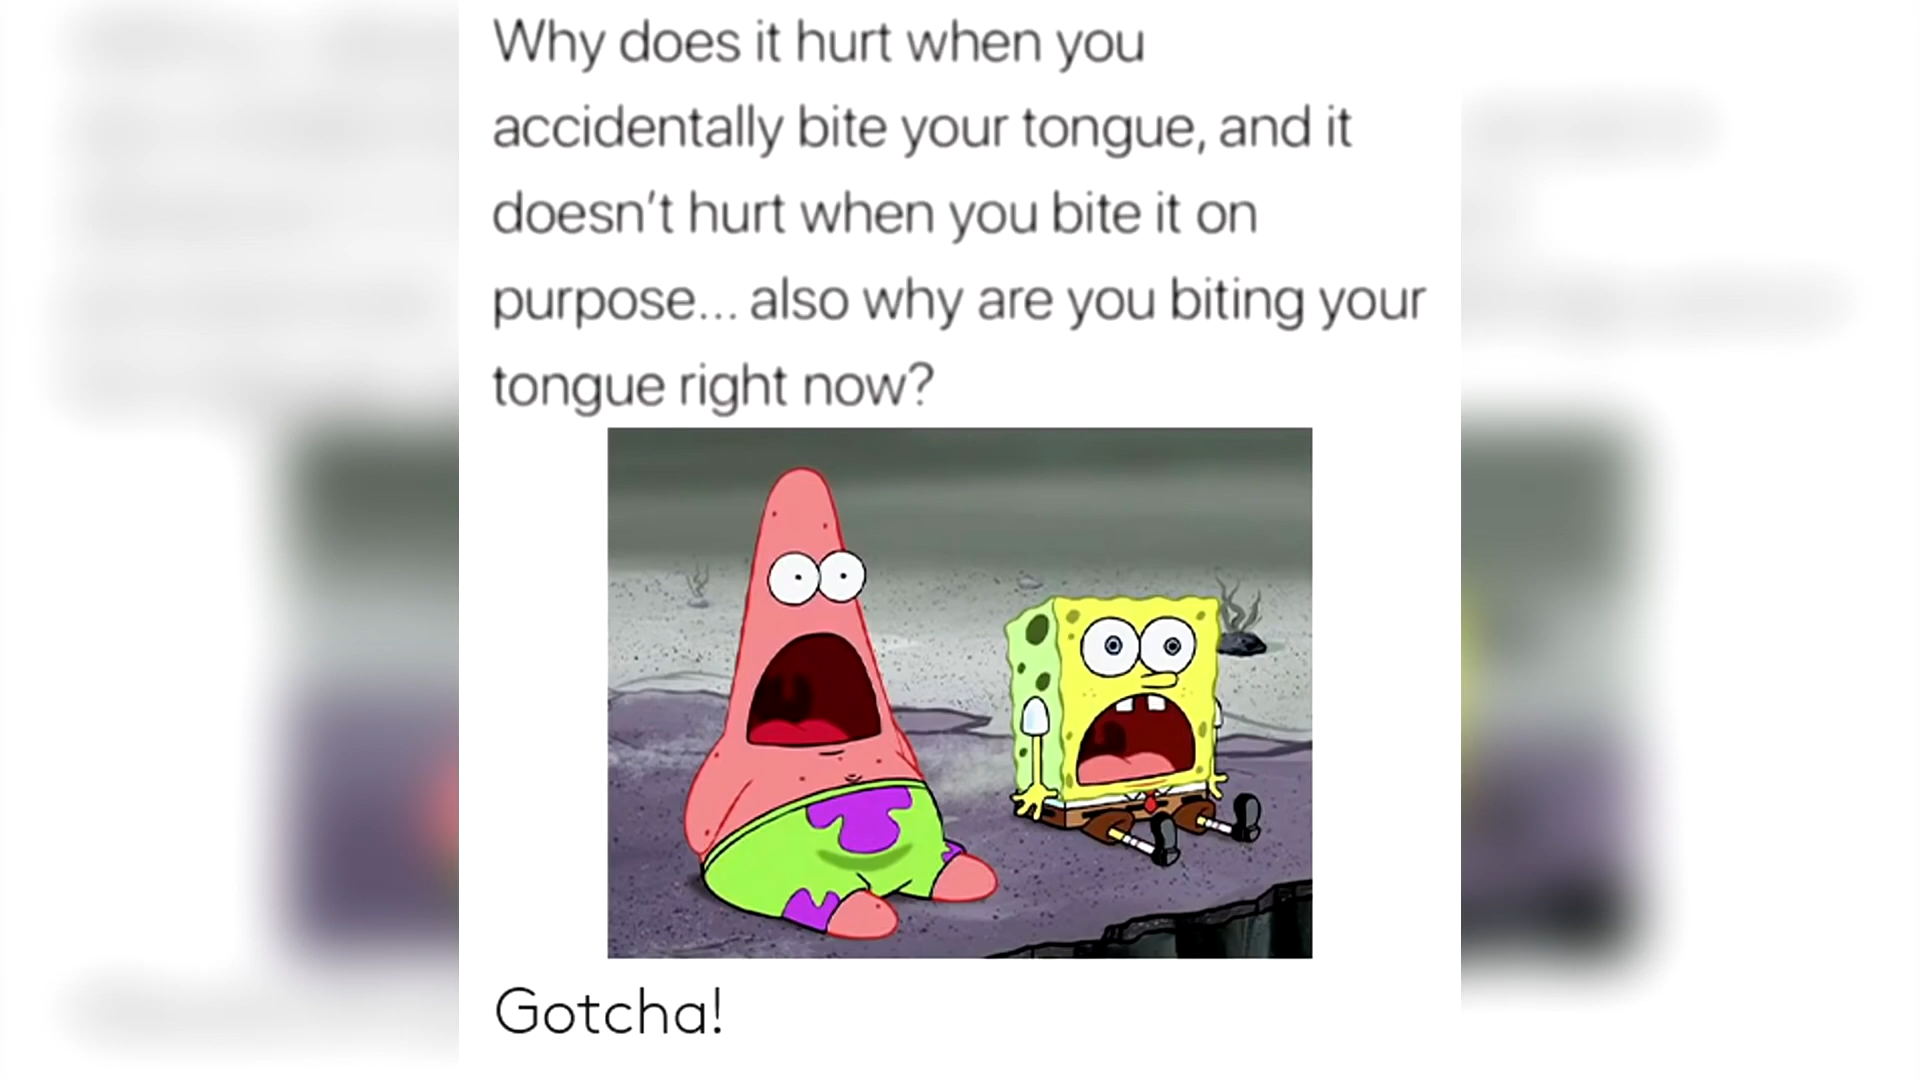 Why does it hurt when you
accidentally bite your tongue, and it
doesn't hurt when you bite it on
purpose... also why are you biting your
tongue right now?
Gotcha!